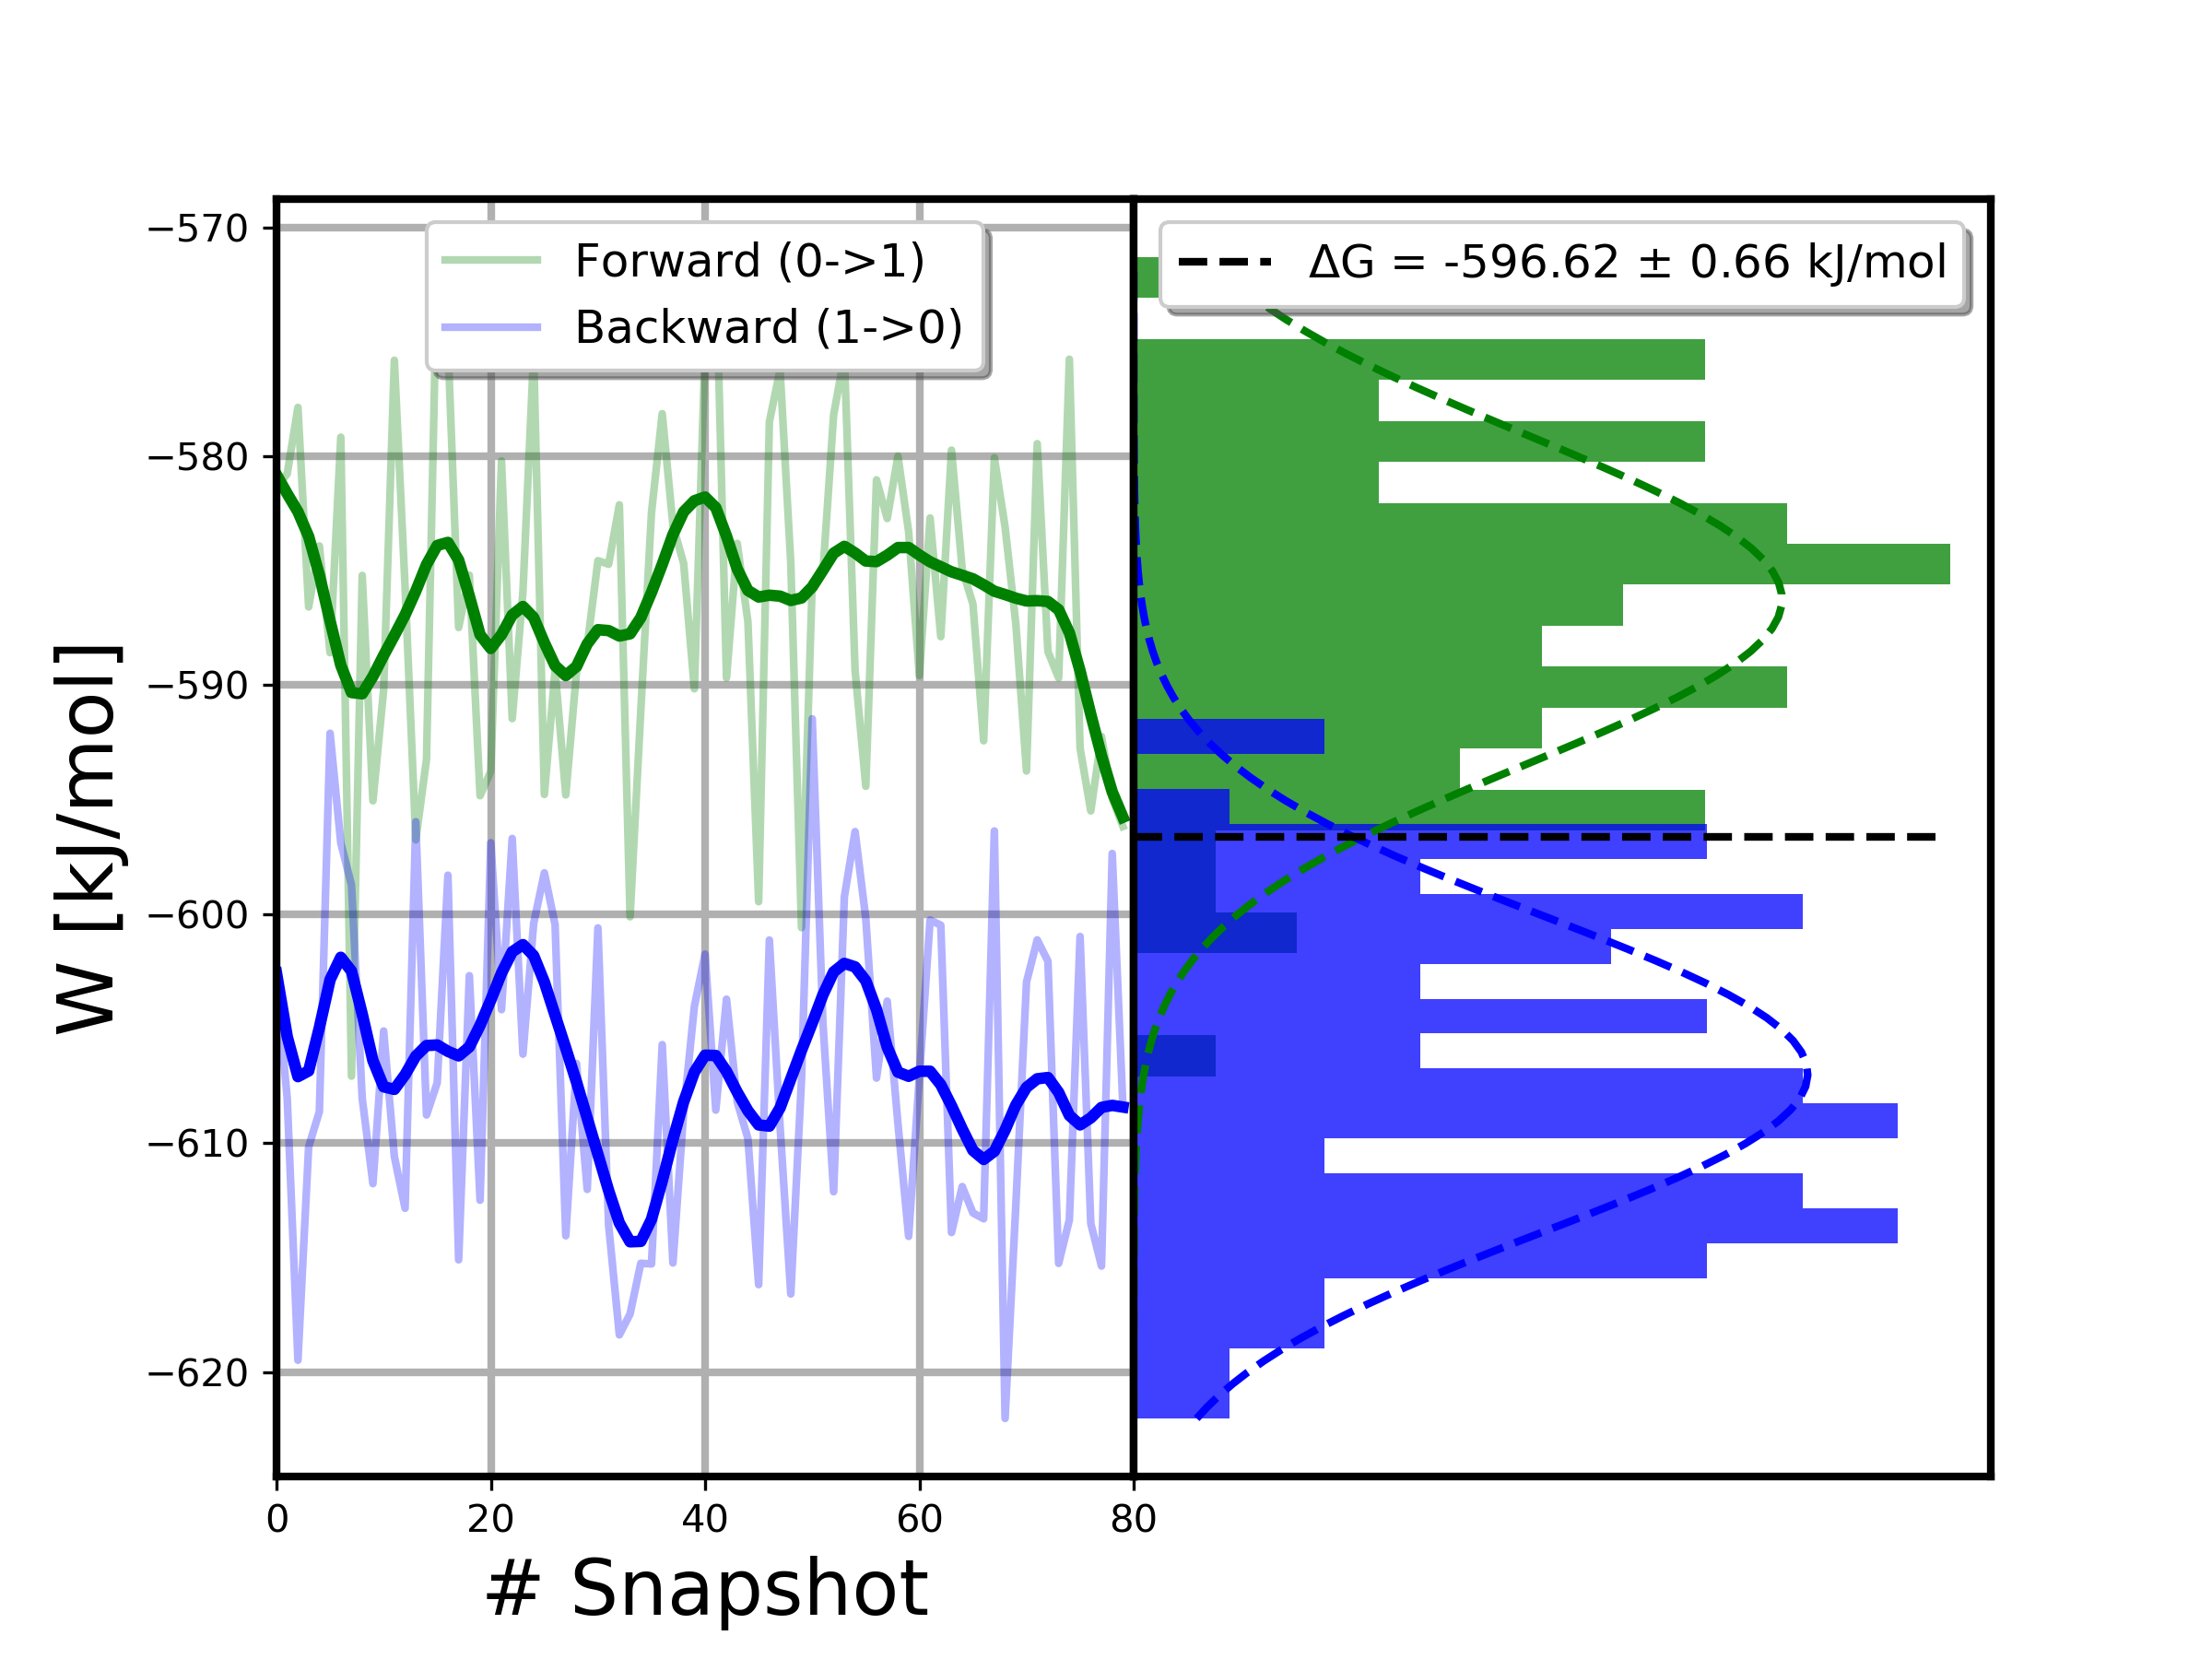 Forward (0->1)
Backward (1->0)
ΔG = -596.62 ± 0.66 kJ/mol
W [kJ/mol]
−570
−580
−590
−600
−610
−620
0 20 40 60 80
# Snapshot